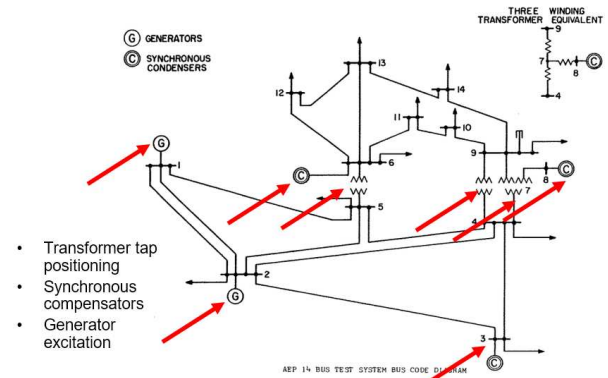 THREE WINDING
TRANSFORMER EQUIVALENT
9
7
8
C
4
G GENERATORS
C SYNCHRONOUS
CONDENSERS
13
14
12
11
10
9
G
1
C
6
C
8
7
5
4
2
G
3
C
• Transformer tap
positioning
• Synchronous
compensators
• Generator
excitation
AEP 14 BUS TEST SYSTEM BUS CODE DIAGRAM